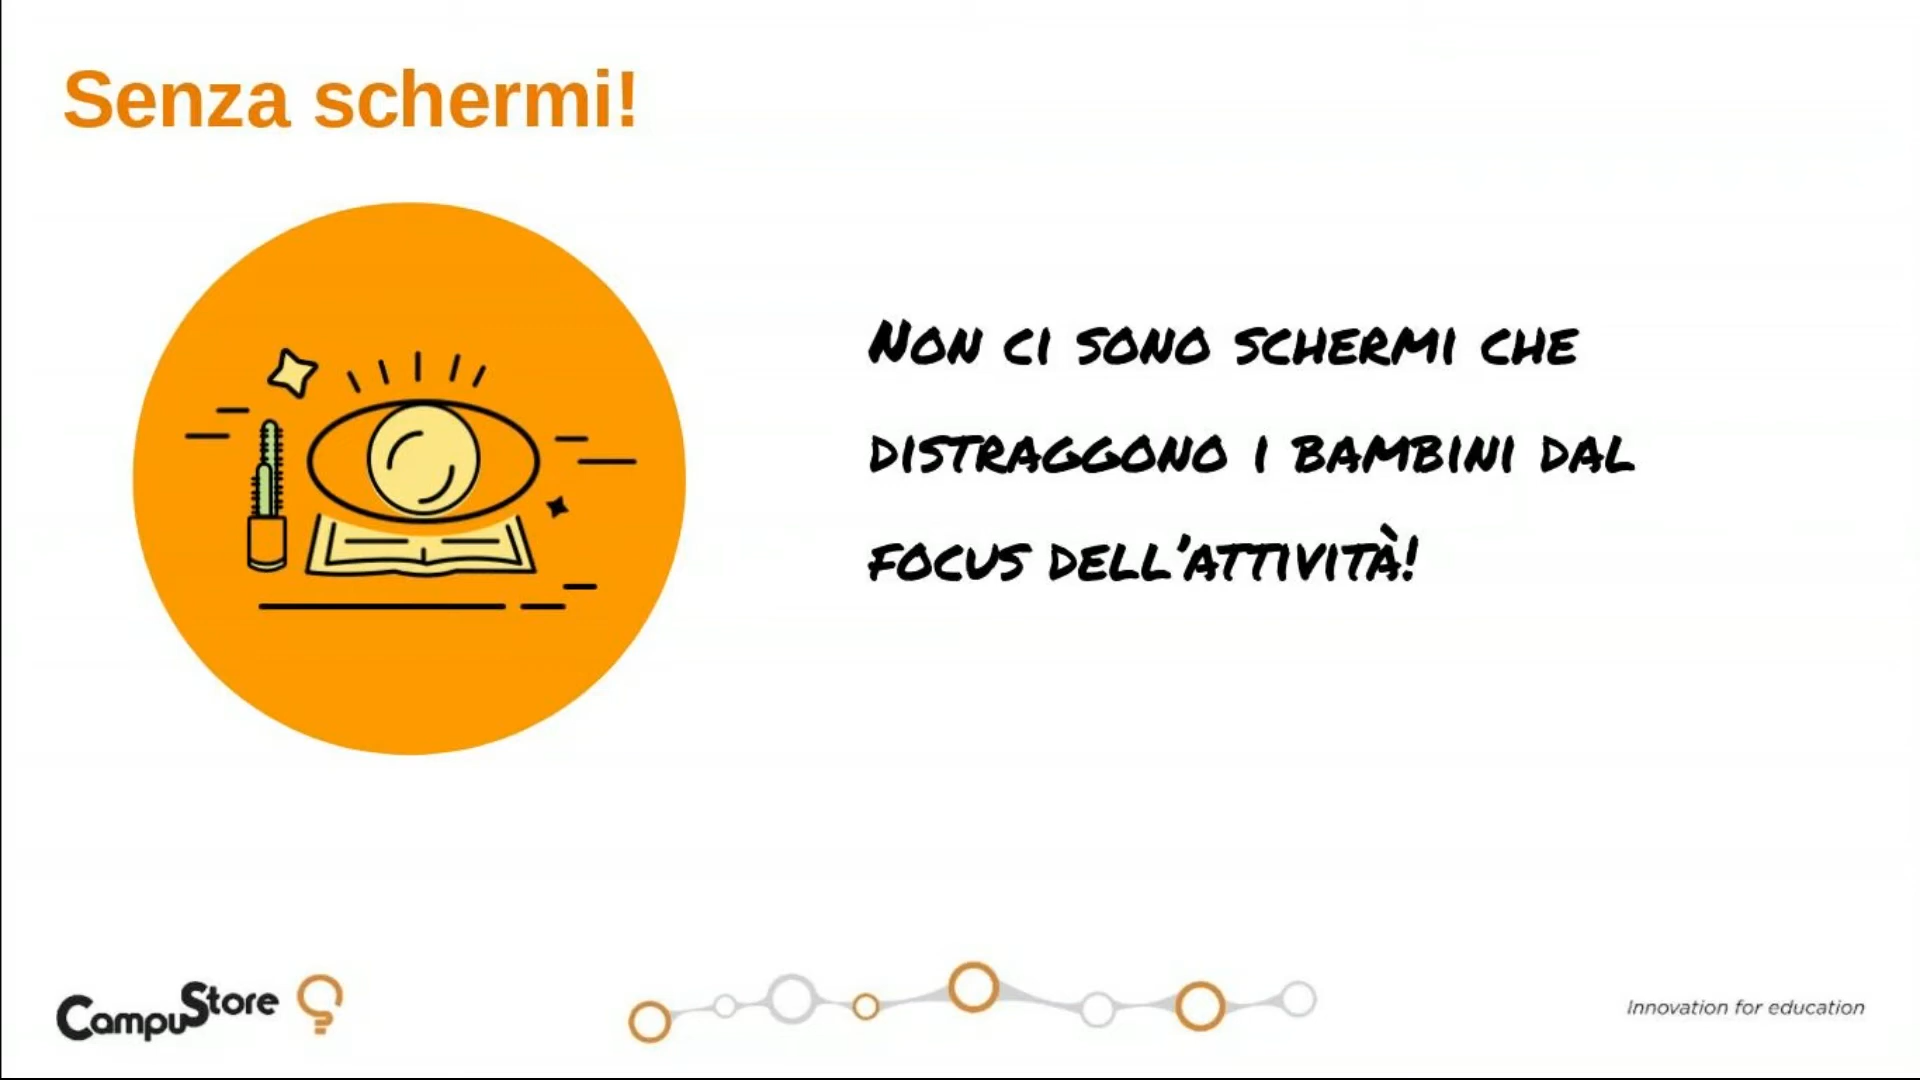 Senza schermi!
Non ci sono schermi che
distraggono i bambini dal
focus dell'attività!
CampuStore
Innovation for education